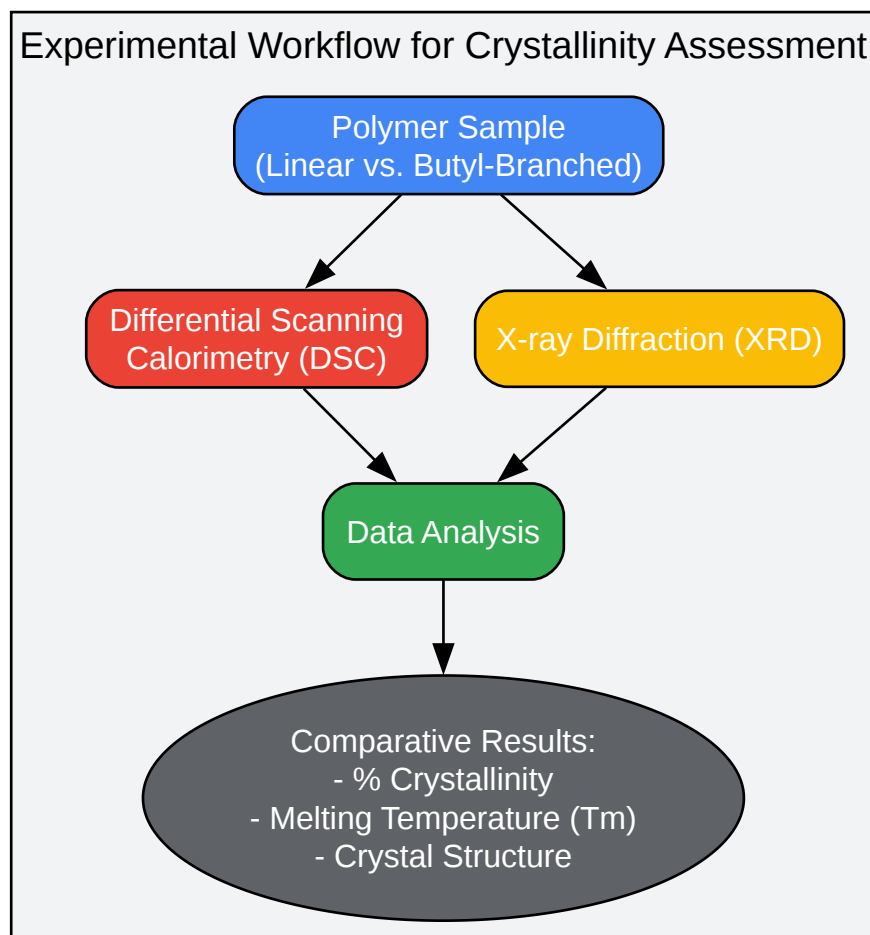 Experimental Workflow for Crystallinity Assessment
Polymer Sample
(Linear vs. Butyl-Branched)
Differential Scanning
Calorimetry (DSC)
X-ray Diffraction (XRD)
Data Analysis
Comparative Results:
- % Crystallinity
- Melting Temperature (Tm)
- Crystal Structure